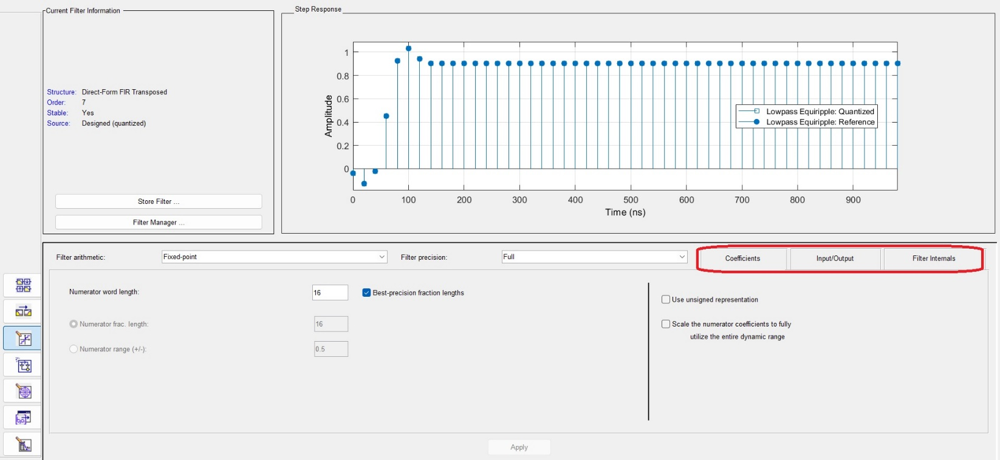 Current Filter Information
Structure: Direct-Form FIR Transposed
Order: 7
Stable: Yes
Source: Designed (quantized)
Store Filter ...
Filter Manager ...
Step Response
Amplitude
1
0.8
0.6
0.4
0.2
0
0 100 200 300 400 500 600 700 800 900
Time (ns)
Lowpass Equiripple: Quantized
Lowpass Equiripple: Reference
Filter arithmetic: Fixed-point Filter precision: Full Coefficients Input/Output Filter Internals
Numerator word length: 16 Best-precision fraction lengths
Numerator frac. length: 16
Numerator range (+/-): 0.5
Use unsigned representation
Scale the numerator coefficients to fully
utilize the entire dynamic range
Apply